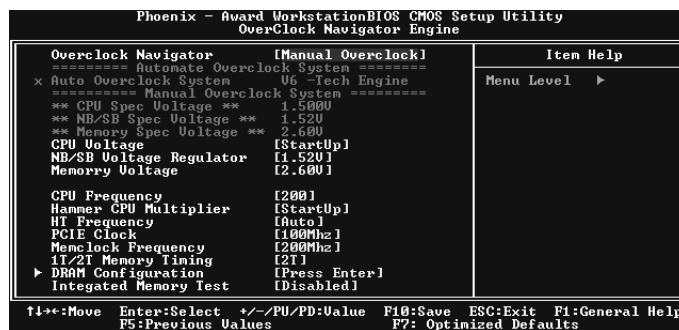 Phoenix - Award WorkstationBIOS CMOS Setup Utility
OverClock Navigator Engine
Overclock Navigator [Manual Overclock]
========= Automate Overclock System ========
x Auto Overclock System V6 -Tech Engine
========== Manual Overclock System =========
** CPU Spec Voltage ** 1.500V
** NB/SB Spec Voltage ** 1.52V
** Memory Spec Voltage ** 2.60V
CPU Voltage [StartUp]
NB/SB Voltage Regulator [1.52V]
Memorry Voltage [2.60V]
CPU Frequency [200]
Hammer CPU Multiplier [StartUp]
HT Frequency [Auto]
PCIE Clock [100Mhz]
Memclock Frequency [200Mhz]
1T/2T Memory Timing [2T]
► DRAM Configuration [Press Enter]
Integated Memory Test [Disabled]
Item Help
Menu Level ►
↑↓→←:Move Enter:Select +/-/PU/PD:Value F10:Save ESC:Exit F1:General Help
F5:Previous Values F7: Optimized Defaults